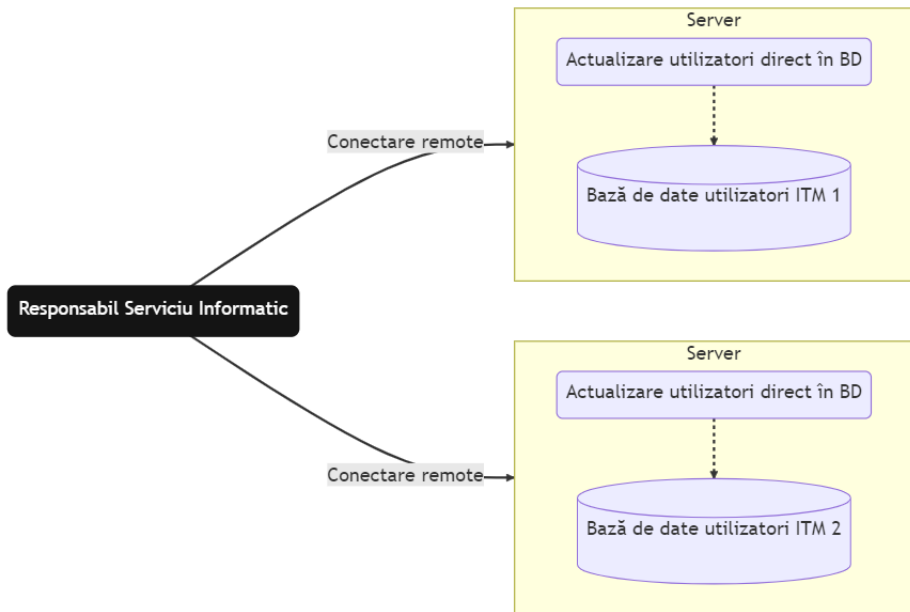 Server
Actualizare utilizatori direct în BD
Conectare remote
Bază de date utilizatori ITM 1
Responsabil Serviciu Informatic
Server
Actualizare utilizatori direct în BD
Conectare remote
Bază de date utilizatori ITM 2